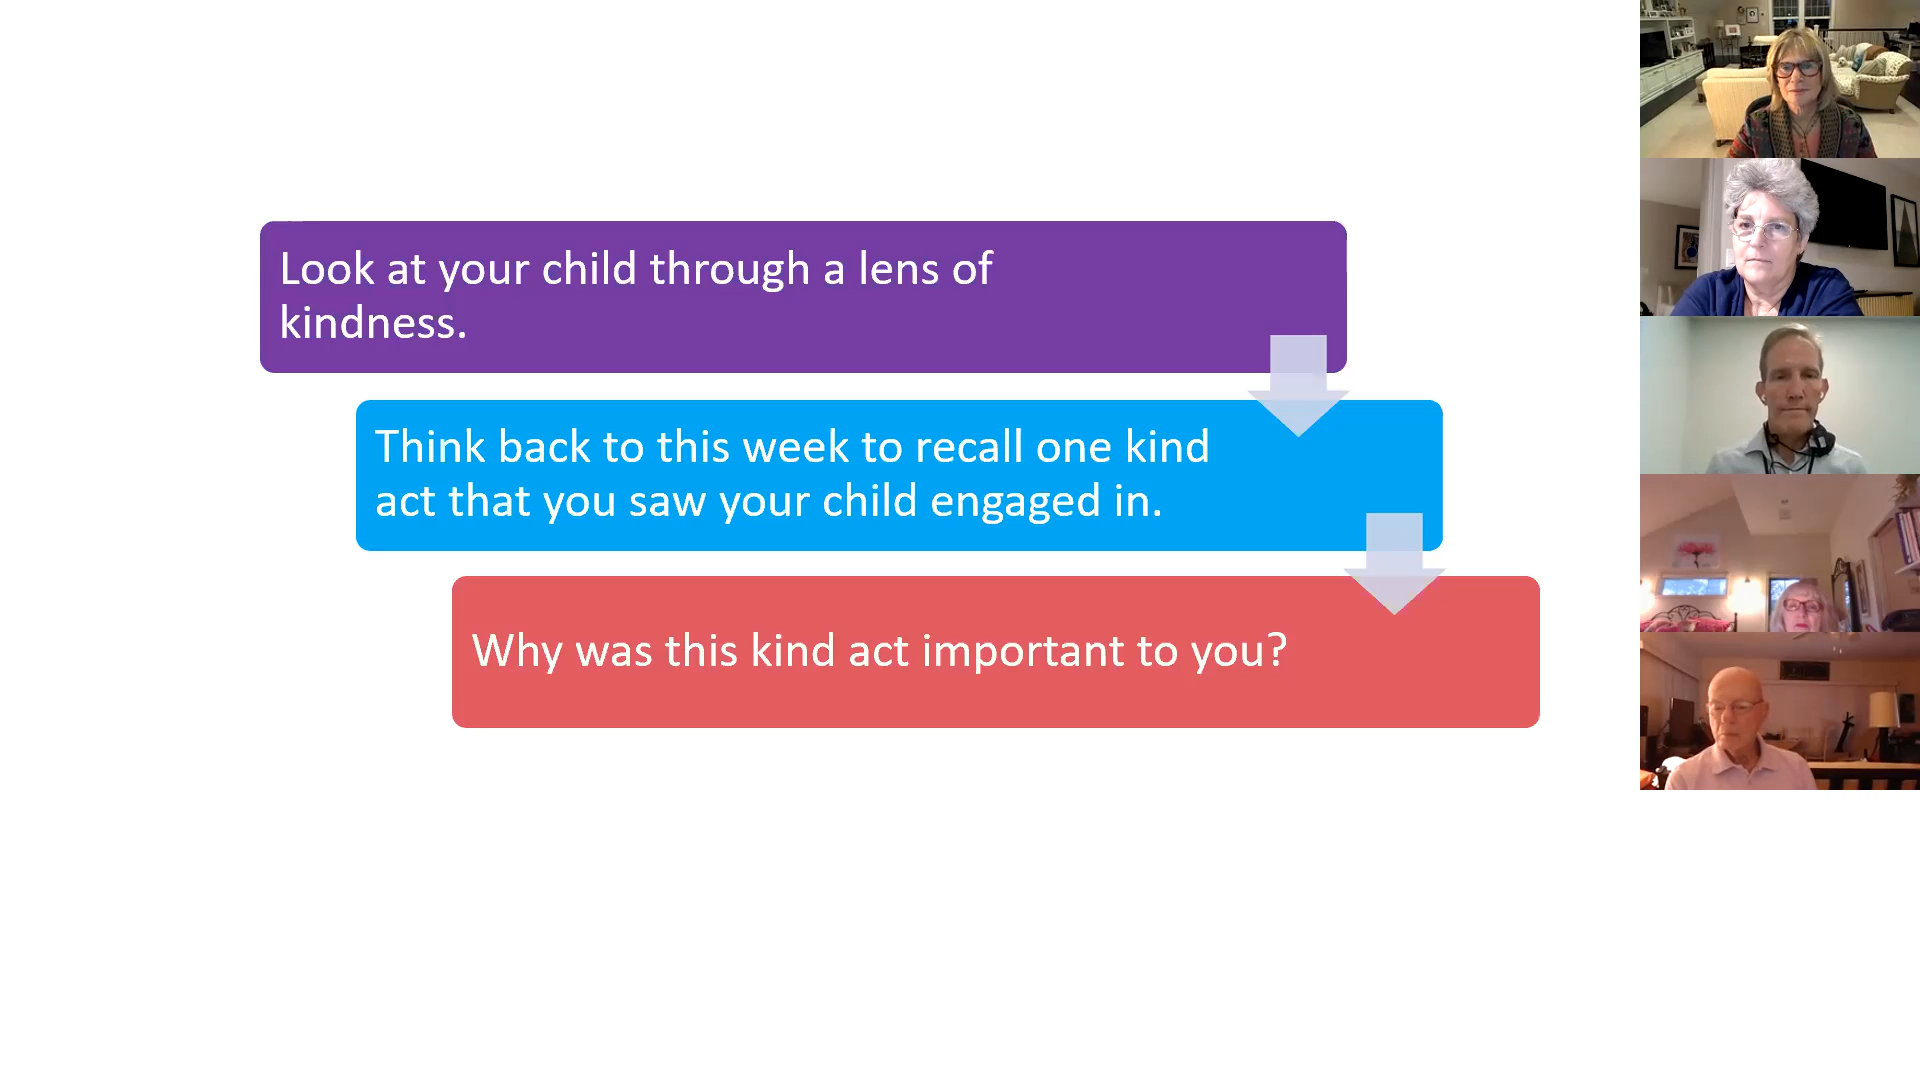 Look at your child through a lens of
kindness.
Think back to this week to recall one kind
act that you saw your child engaged in.
Why was this kind act important to you?